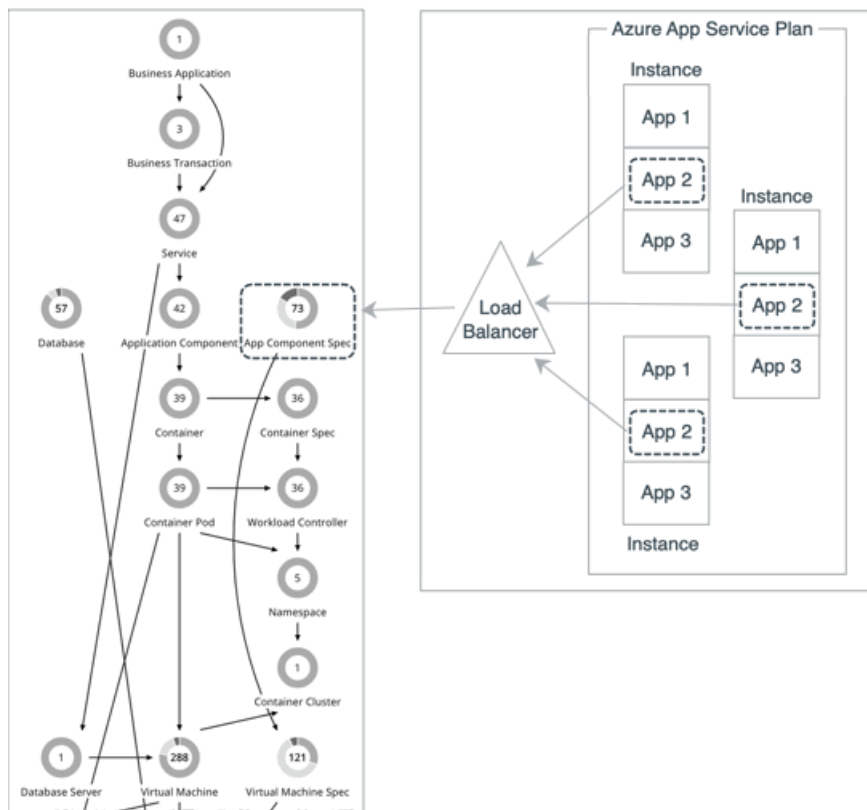 1
Business Application
3
Business Transaction
47
Service
57
Database
42
Application Component
73
App Component Spec
39
Container
36
Container Spec
39
Container Pod
36
Workload Controller
5
Namespace
1
Container Cluster
1
Database Server
288
Virtual Machine
121
Virtual Machine Spec
Azure App Service Plan
Instance
App 1
App 2
App 3
Instance
App 1
App 2
App 3
Load
Balancer
App 1
App 2
App 3
Instance